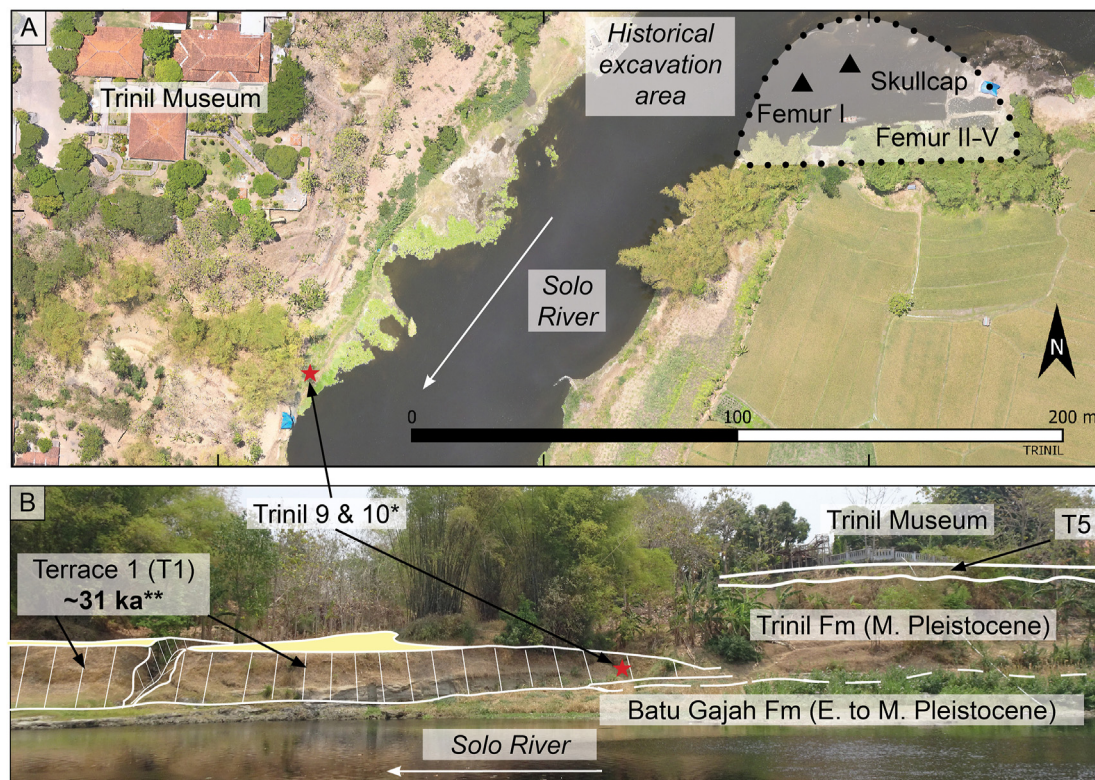 A
Trinil Museum
Historical
excavation
area
Skullcap
Femur I
Femur II–V
Solo
River
N
0
100
200 m
TRINIL
B
Trinil 9 & 10*
Trinil Museum
T5
Terrace 1 (T1)
~31 ka**
Trinil Fm (M. Pleistocene)
Batu Gajah Fm (E. to M. Pleistocene)
Solo River